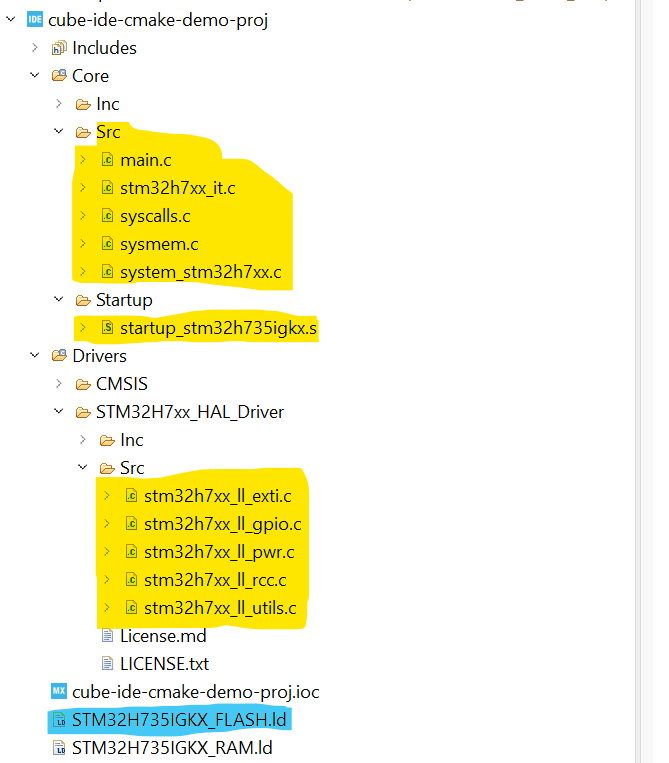 IDE cube-ide-cmake-demo-proj
Includes
Core
Inc
Src
main.c
stm32h7xx_it.c
syscalls.c
sysmem.c
system_stm32h7xx.c
Startup
startup_stm32h735igkx.s
Drivers
CMSIS
STM32H7xx_HAL_Driver
Inc
Src
stm32h7xx_ll_exti.c
stm32h7xx_ll_gpio.c
stm32h7xx_ll_pwr.c
stm32h7xx_ll_rcc.c
stm32h7xx_ll_utils.c
License.md
LICENSE.txt
MX cube-ide-cmake-demo-proj.ioc
STM32H735IGKX_FLASH.ld
STM32H735IGKX_RAM.ld